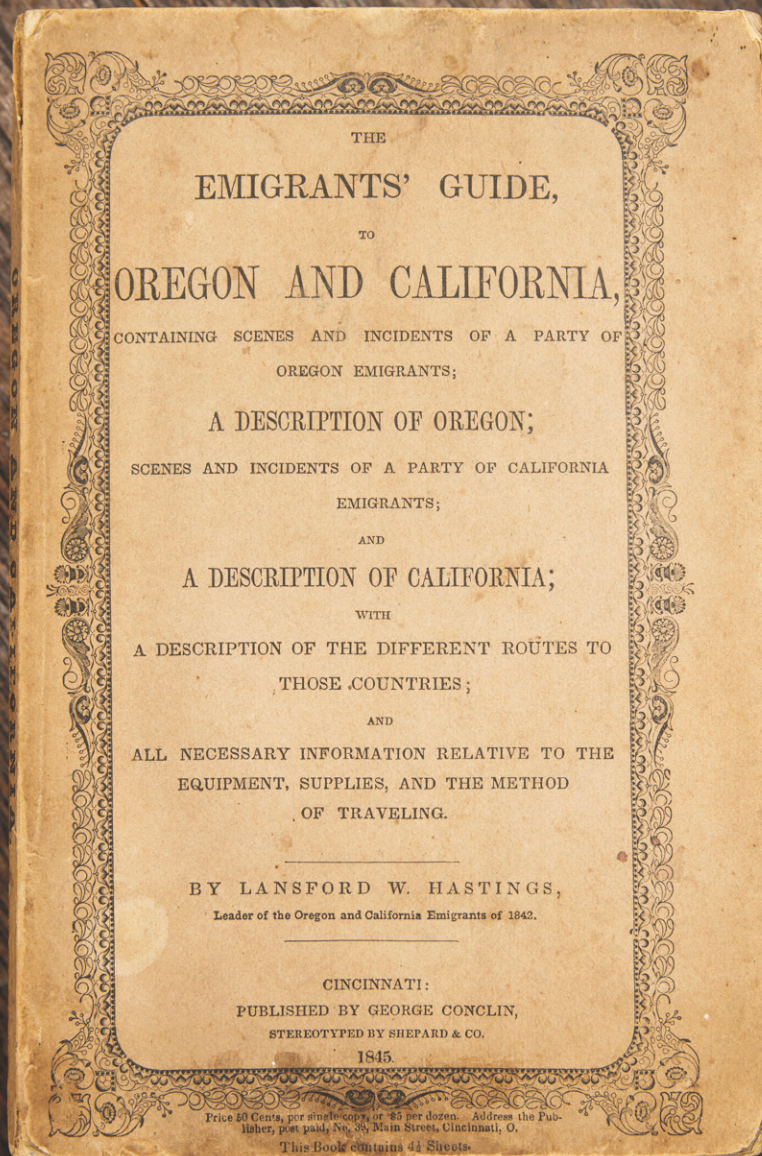 THE
EMIGRANTS' GUIDE,
TO
OREGON AND CALIFORNIA,
CONTAINING SCENES AND INCIDENTS OF A PARTY OF
OREGON EMIGRANTS;
A DESCRIPTION OF OREGON;
SCENES AND INCIDENTS OF A PARTY OF CALIFORNIA
EMIGRANTS;
AND
A DESCRIPTION OF CALIFORNIA;
WITH
A DESCRIPTION OF THE DIFFERENT ROUTES TO
THOSE COUNTRIES;
AND
ALL NECESSARY INFORMATION RELATIVE TO THE
EQUIPMENT, SUPPLIES, AND THE METHOD
OF TRAVELING.
BY LANSFORD W. HASTINGS,
Leader of the Oregon and California Emigrants of 1842.
CINCINNATI:
PUBLISHED BY GEORGE CONCLIN,
STEREOTYPED BY SHEPARD & CO.
1845.
Price 50 Cents, per single copy, or $5 per dozen. Address the Pub-
lisher, post paid, No. 39, Main Street, Cincinnati, O.
This Book contains 4½ Sheets.
OREGON AND CALIFORNIA